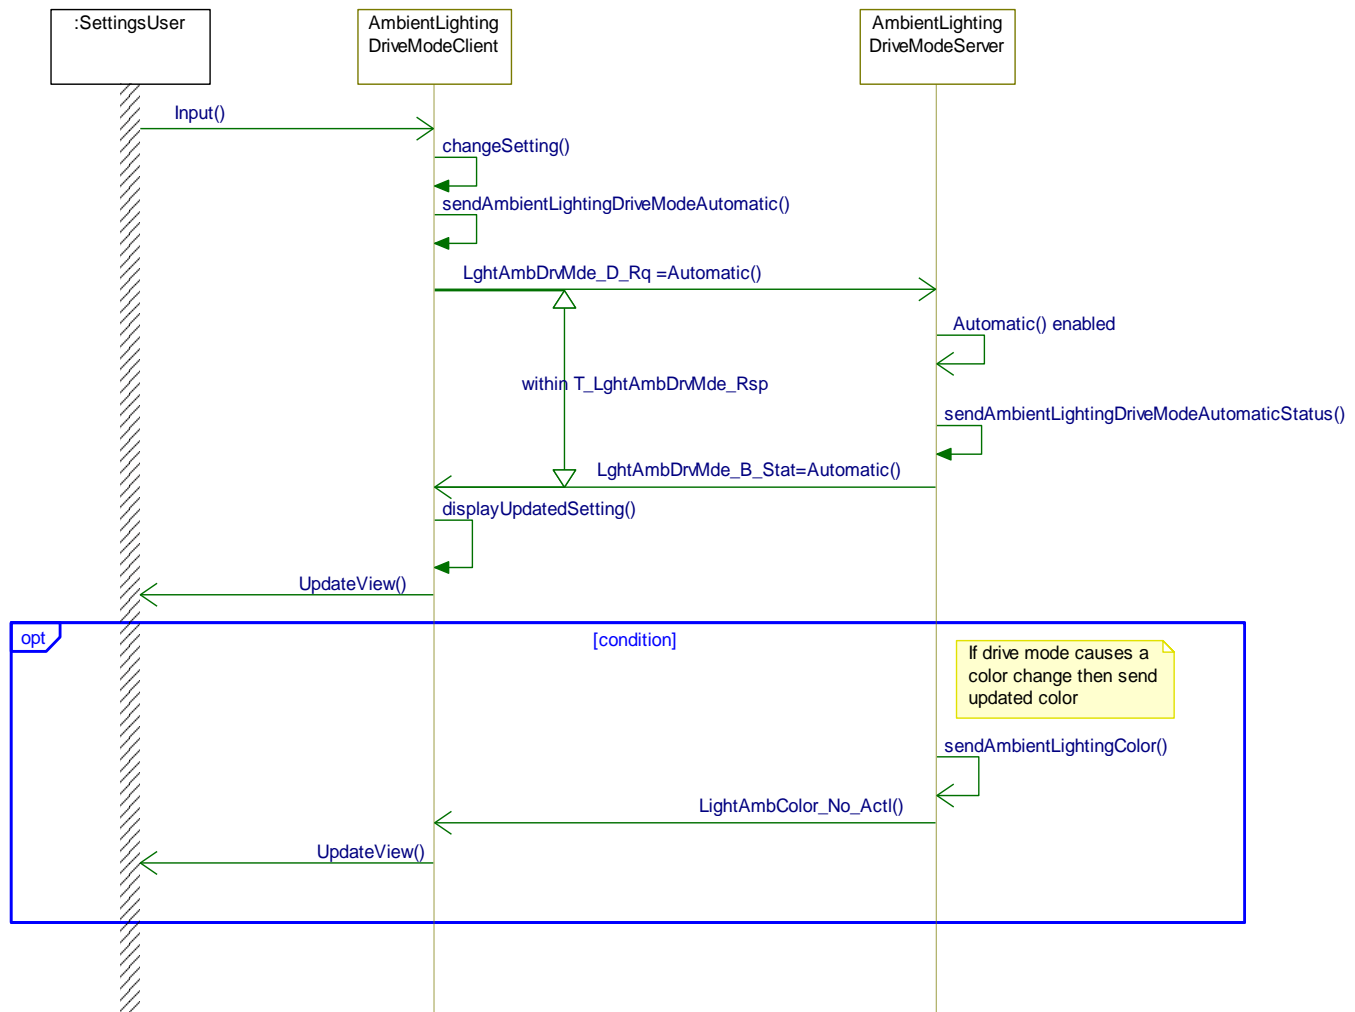 :SettingsUser
AmbientLighting
DriveModeClient
AmbientLighting
DriveModeServer
Input()
changeSetting()
sendAmbientLightingDriveModeAutomatic()
LghtAmbDrvMde_D_Rq =Automatic()
Automatic() enabled
within T_LghtAmbDrvMde_Rsp
sendAmbientLightingDriveModeAutomaticStatus()
LghtAmbDrvMde_B_Stat=Automatic()
displayUpdatedSetting()
UpdateView()
opt
[condition]
If drive mode causes a
color change then send
updated color
sendAmbientLightingColor()
LightAmbColor_No_Actl()
UpdateView()